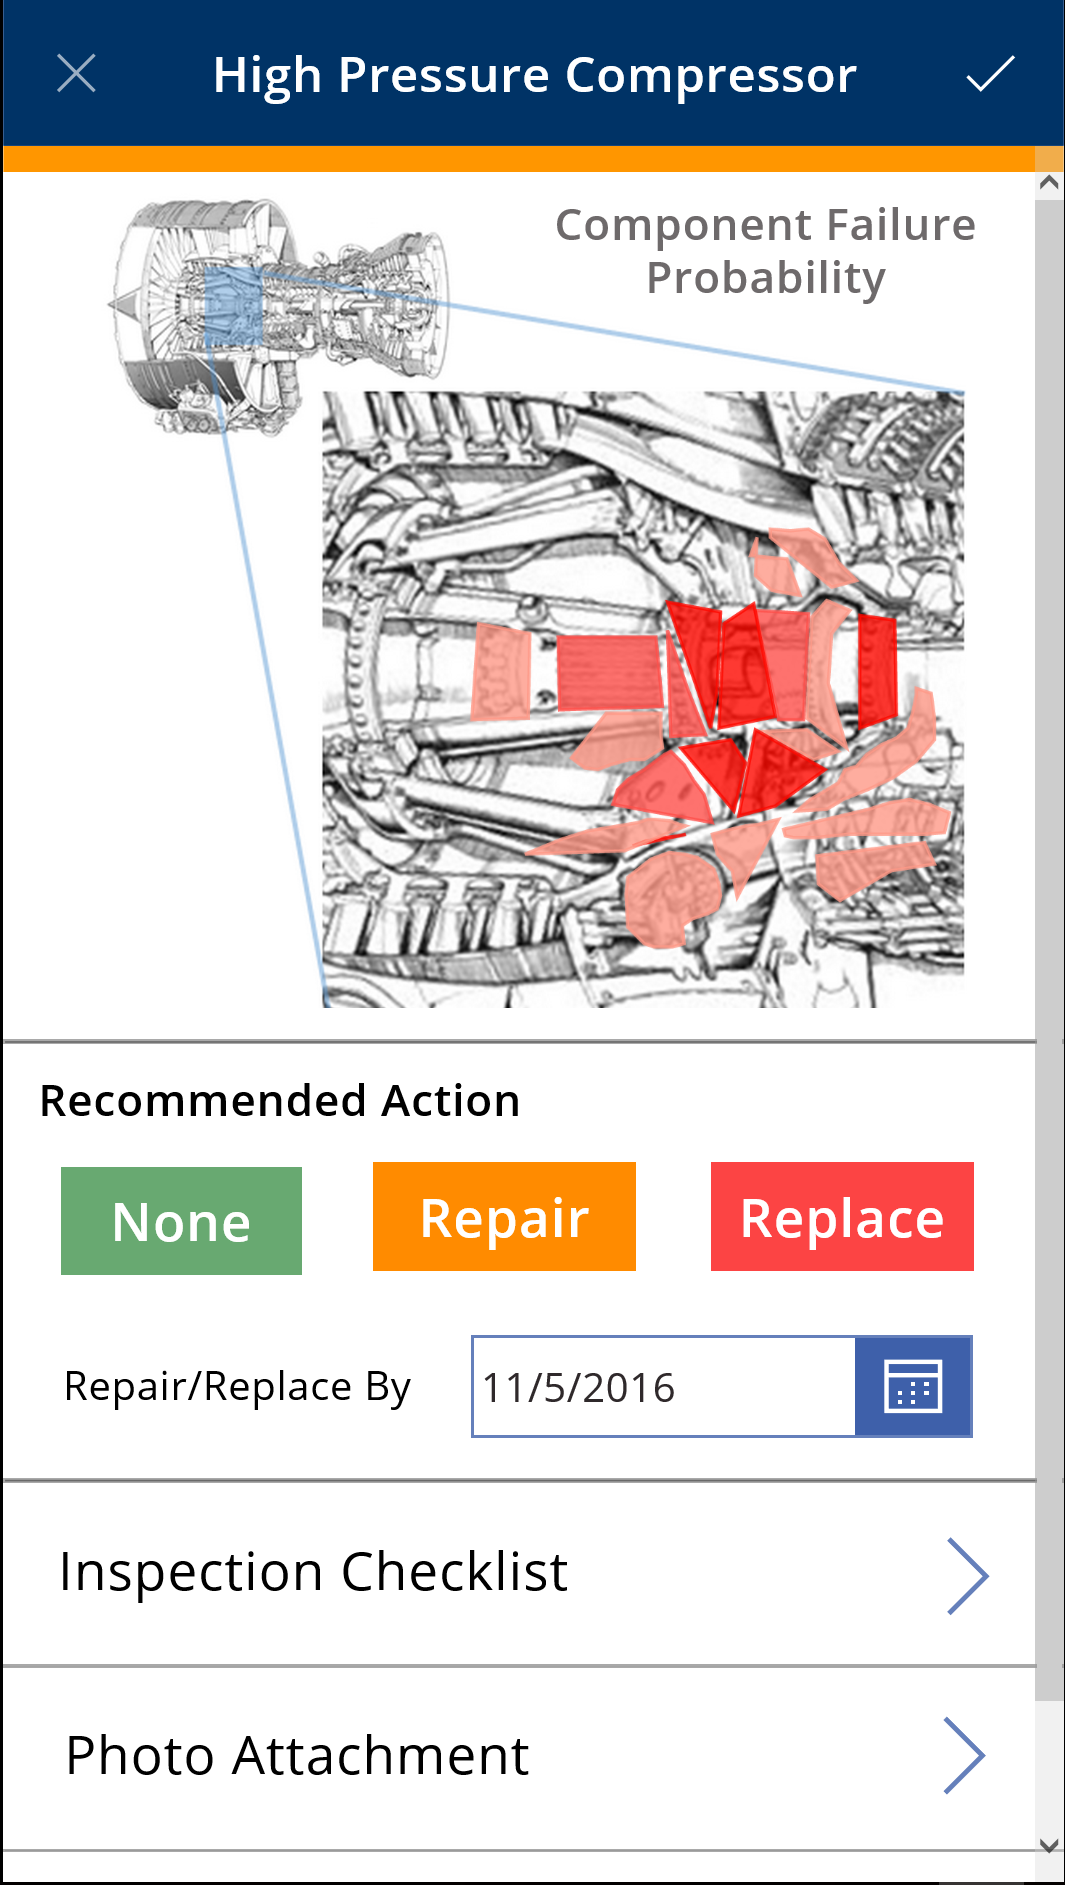 High Pressure Compressor
Component Failure
Probability
Recommended Action
None
Repair
Replace
Repair/Replace By
11/5/2016
Inspection Checklist
Photo Attachment